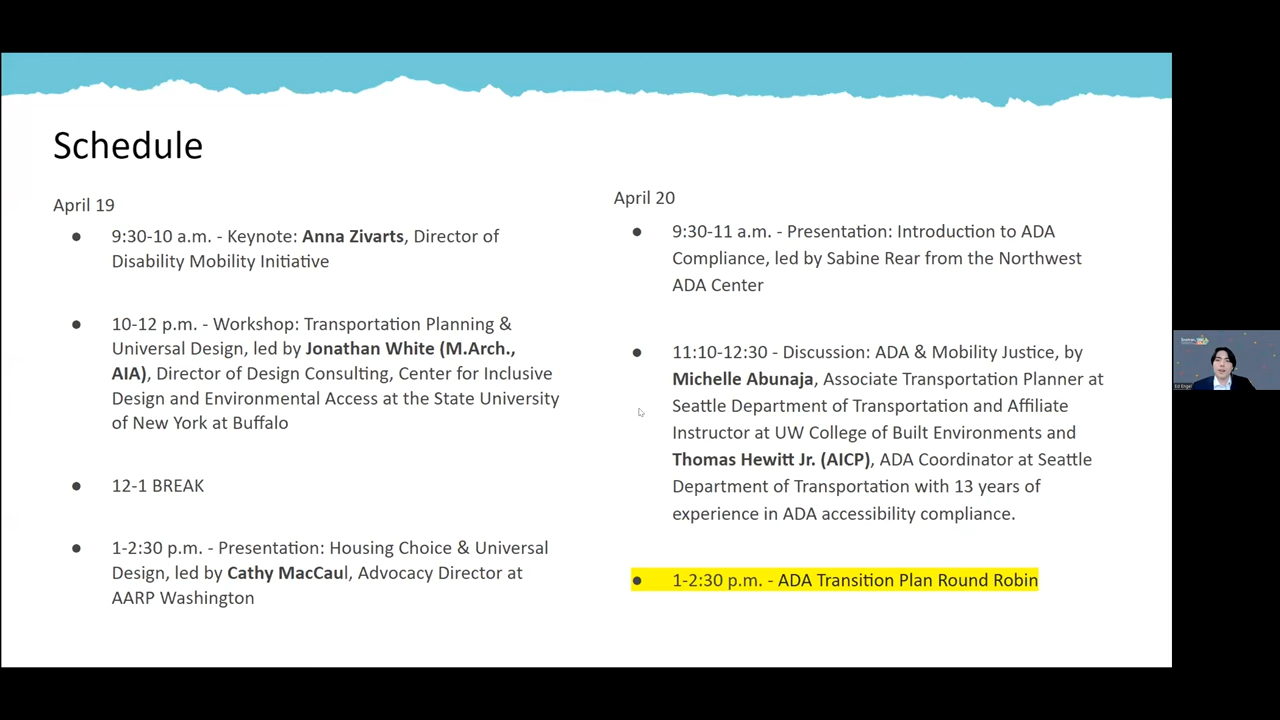 Schedule
April 19
● 9:30-10 a.m. - Keynote: Anna Zivarts, Director of
Disability Mobility Initiative
● 10-12 p.m. - Workshop: Transportation Planning &
Universal Design, led by Jonathan White (M.Arch.,
AIA), Director of Design Consulting, Center for Inclusive
Design and Environmental Access at the State University
of New York at Buffalo
● 12-1 BREAK
● 1-2:30 p.m. - Presentation: Housing Choice & Universal
Design, led by Cathy MacCaul, Advocacy Director at
AARP Washington
April 20
● 9:30-11 a.m. - Presentation: Introduction to ADA
Compliance, led by Sabine Rear from the Northwest
ADA Center
● 11:10-12:30 - Discussion: ADA & Mobility Justice, by
Michelle Abunaja, Associate Transportation Planner at
Seattle Department of Transportation and Affiliate
Instructor at UW College of Built Environments and
Thomas Hewitt Jr. (AICP), ADA Coordinator at Seattle
Department of Transportation with 13 years of
experience in ADA accessibility compliance.
● 1-2:30 p.m. - ADA Transition Plan Round Robin
Ed Engel